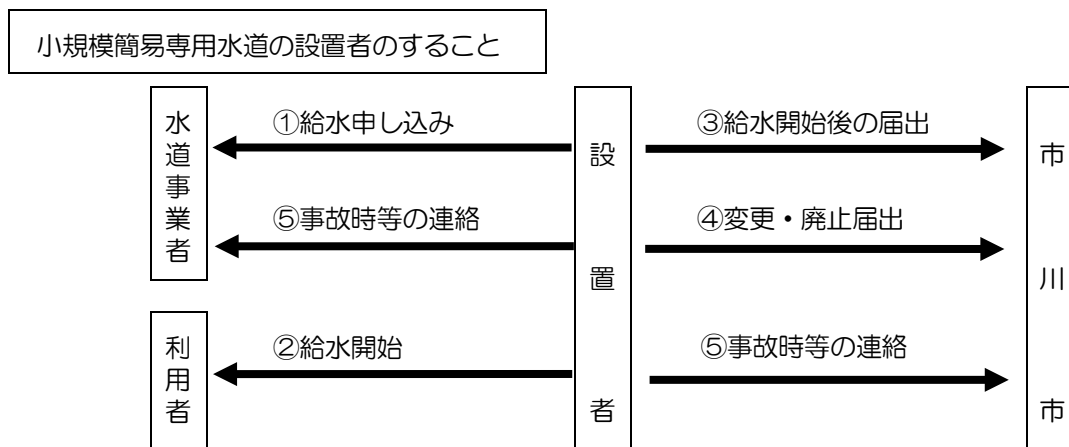 小規模簡易専用水道の設置者のすること
水道事業者
①給水申し込み
⑤事故時等の連絡
利用者
②給水開始
設置者
③給水開始後の届出
④変更・廃止届出
⑤事故時等の連絡
市川市